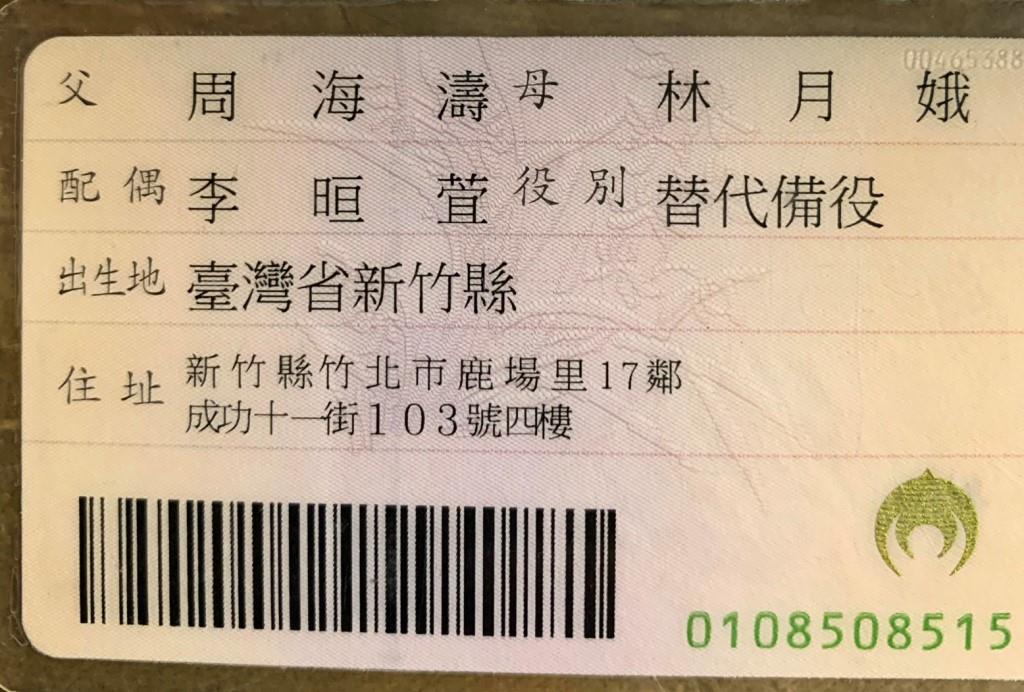 00465388
父 周海濤 母 林月娥
配偶 李晅萱 役別 替代備役
出生地 臺灣省新竹縣
住址 新竹縣竹北市鹿場里17鄰
成功十一街103號四樓
0108508515